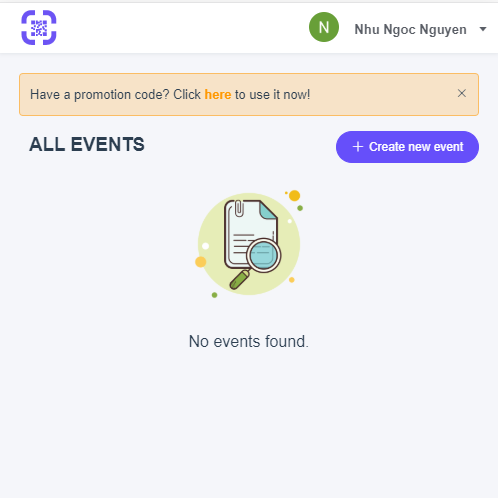 N
Nhu Ngoc Nguyen
Have a promotion code? Click here to use it now!
ALL EVENTS
Create new event
No events found.